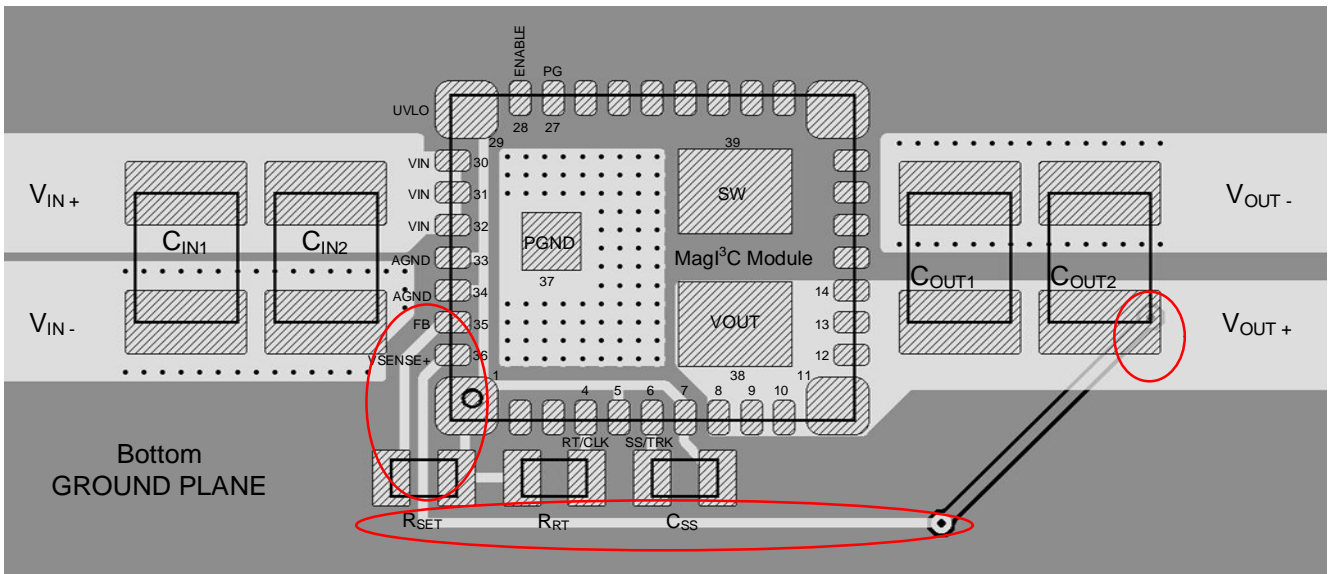 ENABLE
PG
UVLO
28
27
29
39
VIN
30
VIN
31
VIN
32
AGND
33
AGND
34
FB
35
VSENSE+
36
1
V_IN +
V_IN -
C_IN1
C_IN2
PGND
37
SW
MagI³C Module
VOUT
38
14
13
12
11
V_OUT -
V_OUT +
C_OUT1
C_OUT2
4
5
6
7
8
9
10
RT/CLK
SS/TRK
Bottom
GROUND PLANE
R_SET
R_RT
C_SS